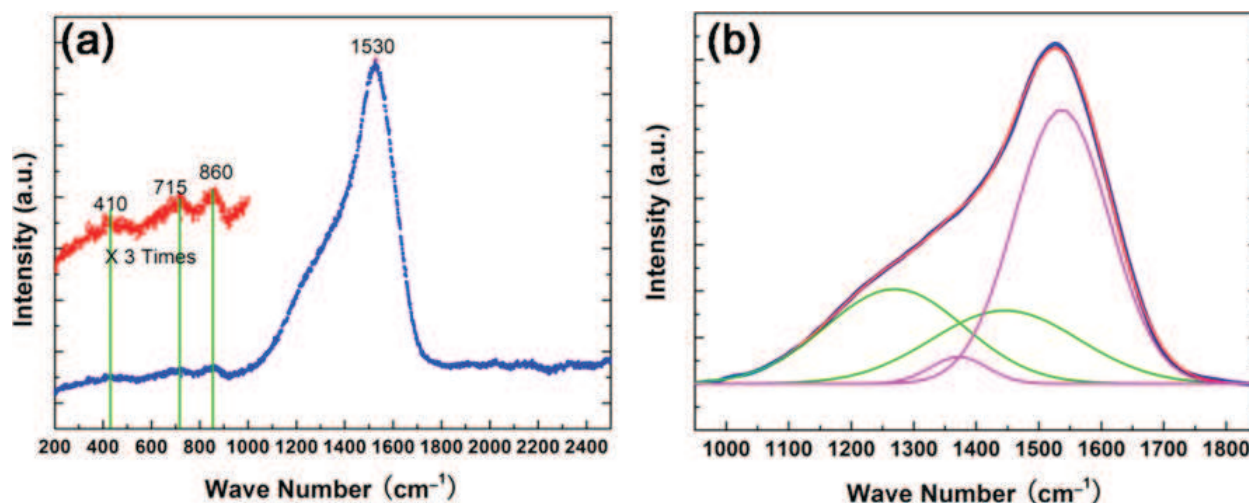 (a)
1530
860
715
410
X 3 Times
Intensity (a.u.)
200 400 600 800 1000 1200 1400 1600 1800 2000 2200 2400
Wave Number (cm⁻¹)
(b)
Intensity (a.u.)
1000 1100 1200 1300 1400 1500 1600 1700 1800
Wave Number (cm⁻¹)